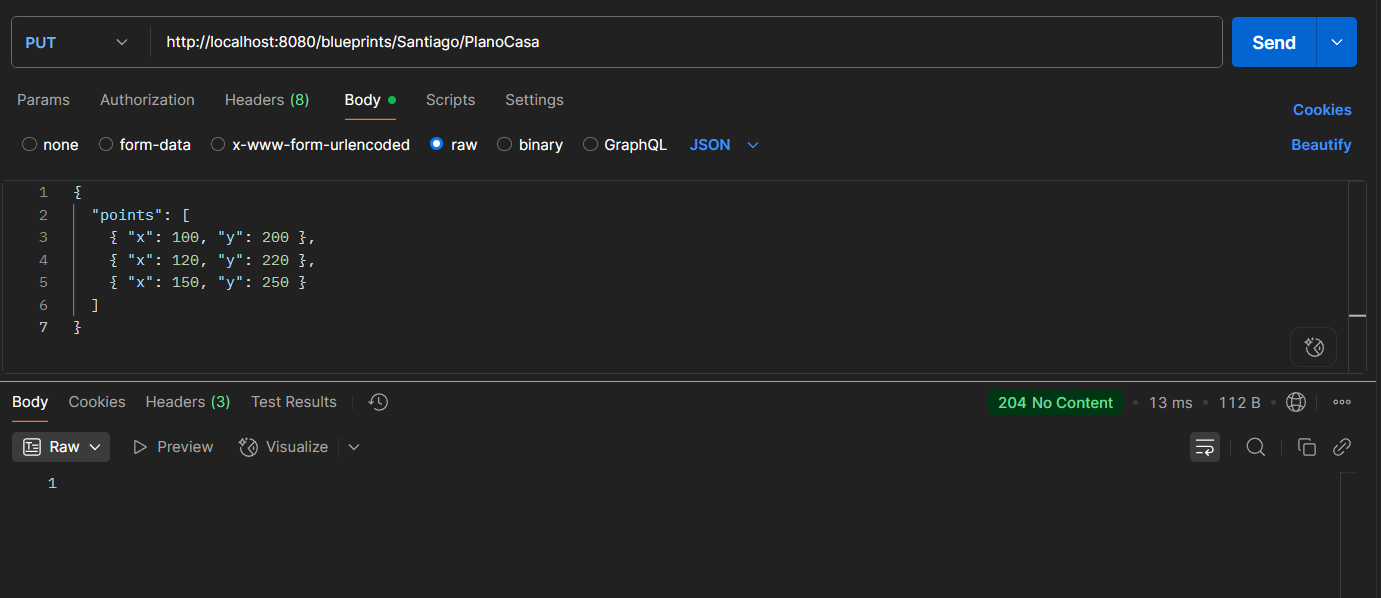 PUT http://localhost:8080/blueprints/Santiago/PlanoCasa Send
Params Authorization Headers (8) Body Scripts Settings
Cookies
none form-data x-www-form-urlencoded raw binary GraphQL JSON
Beautify
1 {
2 "points": [
3 { "x": 100, "y": 200 },
4 { "x": 120, "y": 220 },
5 { "x": 150, "y": 250 }
6 ]
7 }
Body Cookies Headers (3) Test Results 204 No Content • 13 ms • 112 B
Raw Preview Visualize
1